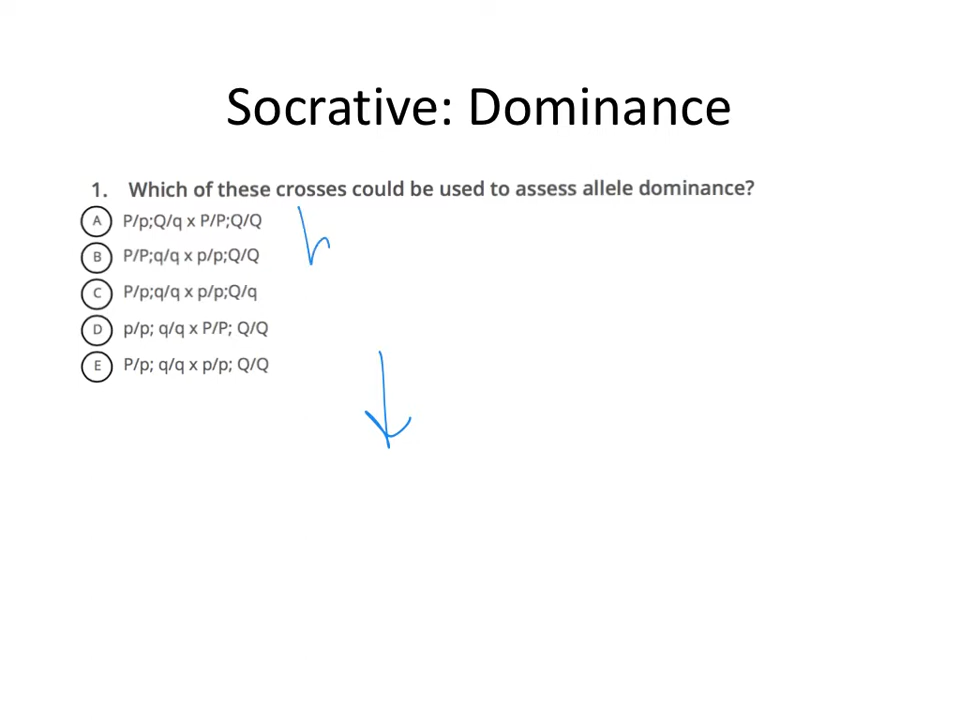 Socrative: Dominance
1. Which of these crosses could be used to assess allele dominance?
A P/p;Q/q x P/P;Q/Q
B P/P;q/q x p/p;Q/Q
C P/p;q/q x p/p;Q/q
D p/p; q/q x P/P; Q/Q
E P/p; q/q x p/p; Q/Q